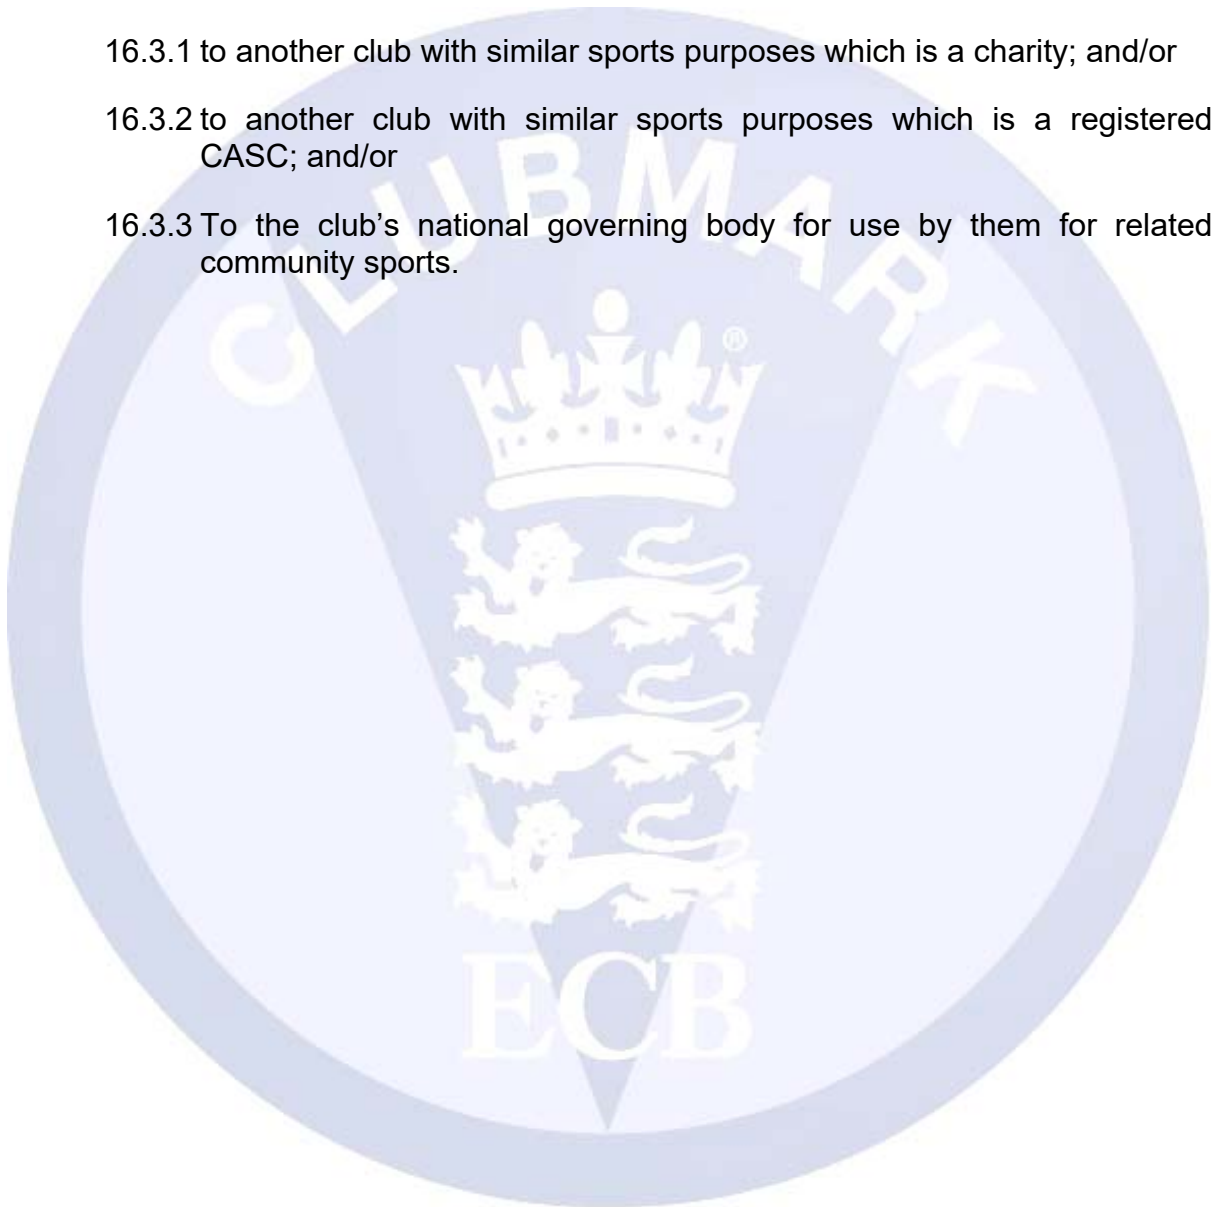 16.3.1 to another club with similar sports purposes which is a charity; and/or
16.3.2 to another club with similar sports purposes which is a registered
CASC; and/or
16.3.3 To the club’s national governing body for use by them for related
community sports.
CLUBMARK
®
ECB